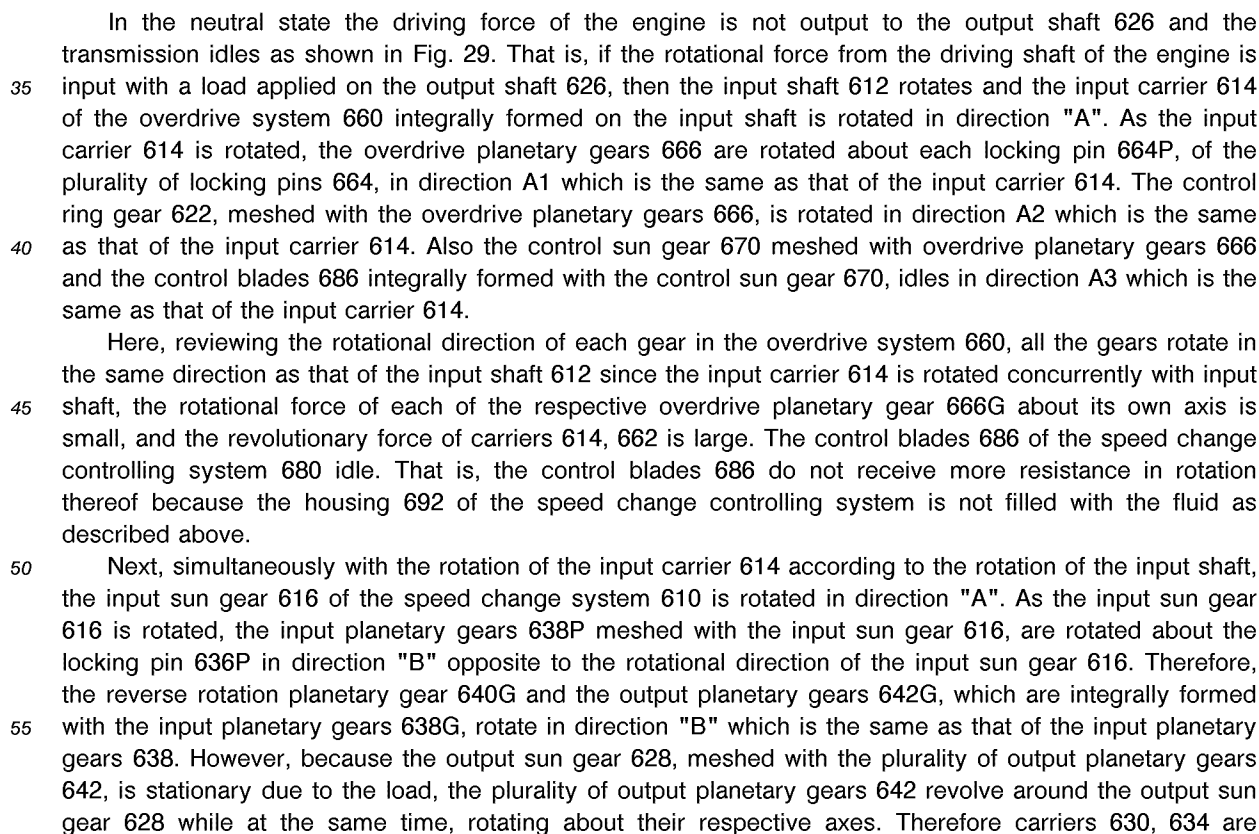 In the neutral state the driving force of the engine is not output to the output shaft 626 and the
transmission idles as shown in Fig. 29. That is, if the rotational force from the driving shaft of the engine is
35 input with a load applied on the output shaft 626, then the input shaft 612 rotates and the input carrier 614
of the overdrive system 660 integrally formed on the input shaft is rotated in direction "A". As the input
carrier 614 is rotated, the overdrive planetary gears 666 are rotated about each locking pin 664P, of the
plurality of locking pins 664, in direction A1 which is the same as that of the input carrier 614. The control
ring gear 622, meshed with the overdrive planetary gears 666, is rotated in direction A2 which is the same
40 as that of the input carrier 614. Also the control sun gear 670 meshed with overdrive planetary gears 666
and the control blades 686 integrally formed with the control sun gear 670, idles in direction A3 which is the
same as that of the input carrier 614.
Here, reviewing the rotational direction of each gear in the overdrive system 660, all the gears rotate in
the same direction as that of the input shaft 612 since the input carrier 614 is rotated concurrently with input
45 shaft, the rotational force of each of the respective overdrive planetary gear 666G about its own axis is
small, and the revolutionary force of carriers 614, 662 is large. The control blades 686 of the speed change
controlling system 680 idle. That is, the control blades 686 do not receive more resistance in rotation
thereof because the housing 692 of the speed change controlling system is not filled with the fluid as
described above.
50 Next, simultaneously with the rotation of the input carrier 614 according to the rotation of the input shaft,
the input sun gear 616 of the speed change system 610 is rotated in direction "A". As the input sun gear
616 is rotated, the input planetary gears 638P meshed with the input sun gear 616, are rotated about the
locking pin 636P in direction "B" opposite to the rotational direction of the input sun gear 616. Therefore,
the reverse rotation planetary gear 640G and the output planetary gears 642G, which are integrally formed
55 with the input planetary gears 638G, rotate in direction "B" which is the same as that of the input planetary
gears 638. However, because the output sun gear 628, meshed with the plurality of output planetary gears
642, is stationary due to the load, the plurality of output planetary gears 642 revolve around the output sun
gear 628 while at the same time, rotating about their respective axes. Therefore carriers 630, 634 are